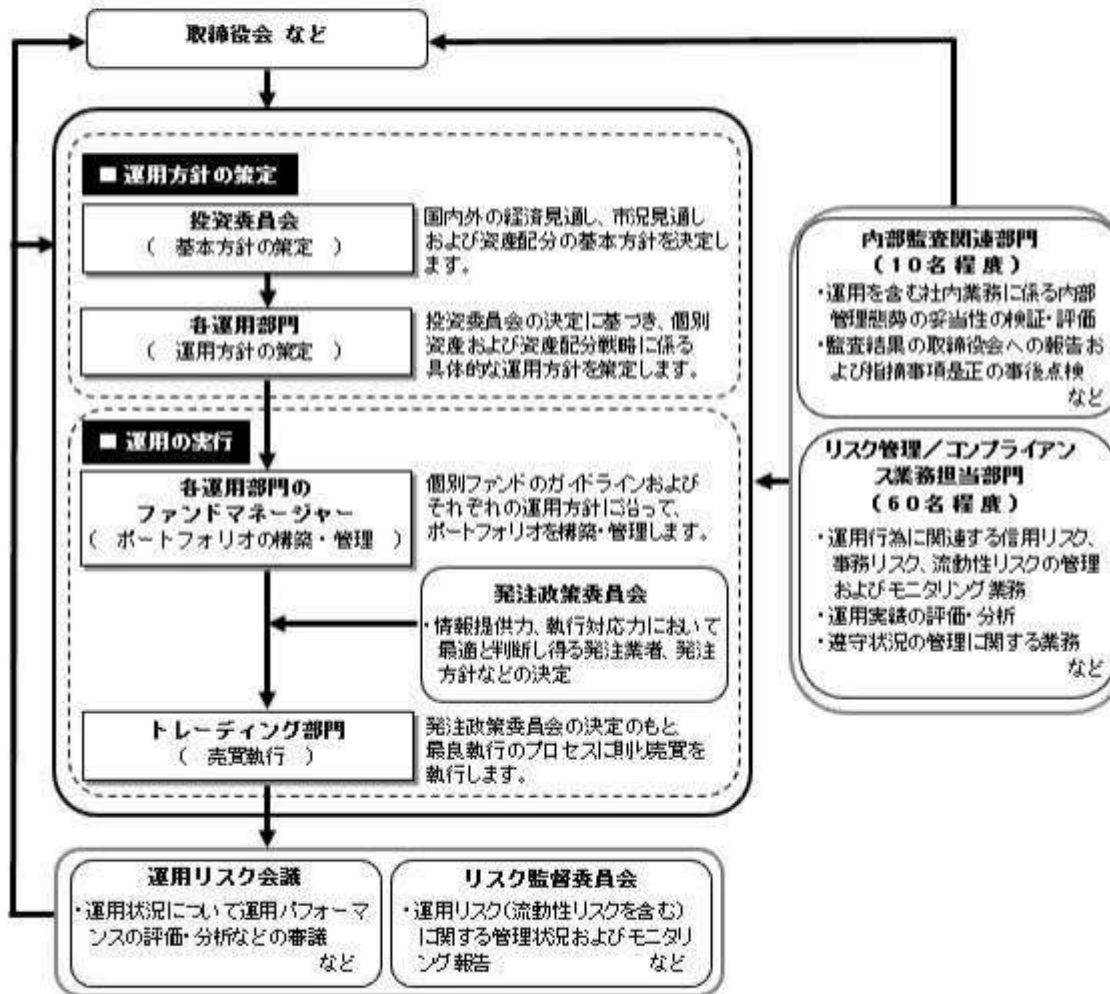 取締役会 など
■ 運用方針の策定
投資委員会
（ 基本方針の策定 ）
国内外の経済見通し、市況見通し
および資産配分の基本方針を決定し
ます。
各運用部門
（ 運用方針の策定 ）
投資委員会の決定に基づき、個別
資産および資産配分戦略に係る
具体的な運用方針を策定します。
■ 運用の実行
各運用部門の
ファンドマネージャー
（ ポートフォリオの構築・管理 ）
個別ファンドのガイドラインおよび
それぞれの運用方針に沿って、
ポートフォリオを構築・管理します。
発注政策委員会
・情報提供力、執行対応力において
最適と判断し得る発注業者、発注
方針などの決定
トレーディング部門
（ 売買執行 ）
発注政策委員会の決定のもと
最良執行のプロセスに則り売買を
執行します。
内部監査関連部門
（10名程度）
・運用を含む社内業務に係る内部
管理態勢の妥当性の検証・評価
・監査結果の取締役会への報告お
よび指摘事項是正の事後点検
など
リスク管理／コンプライアン
ス業務担当部門
（60名程度）
・運用行為に関連する信用リスク、
事務リスク、流動性リスクの管理
およびモニタリング業務
・運用実績の評価・分析
・遵守状況の管理に関する業務
など
運用リスク会議
・運用状況について運用パフォーマ
ンスの評価・分析などの審議
など
リスク監督委員会
・運用リスク（流動性リスクを含む）
に関する管理状況およびモニタリ
ング報告 など